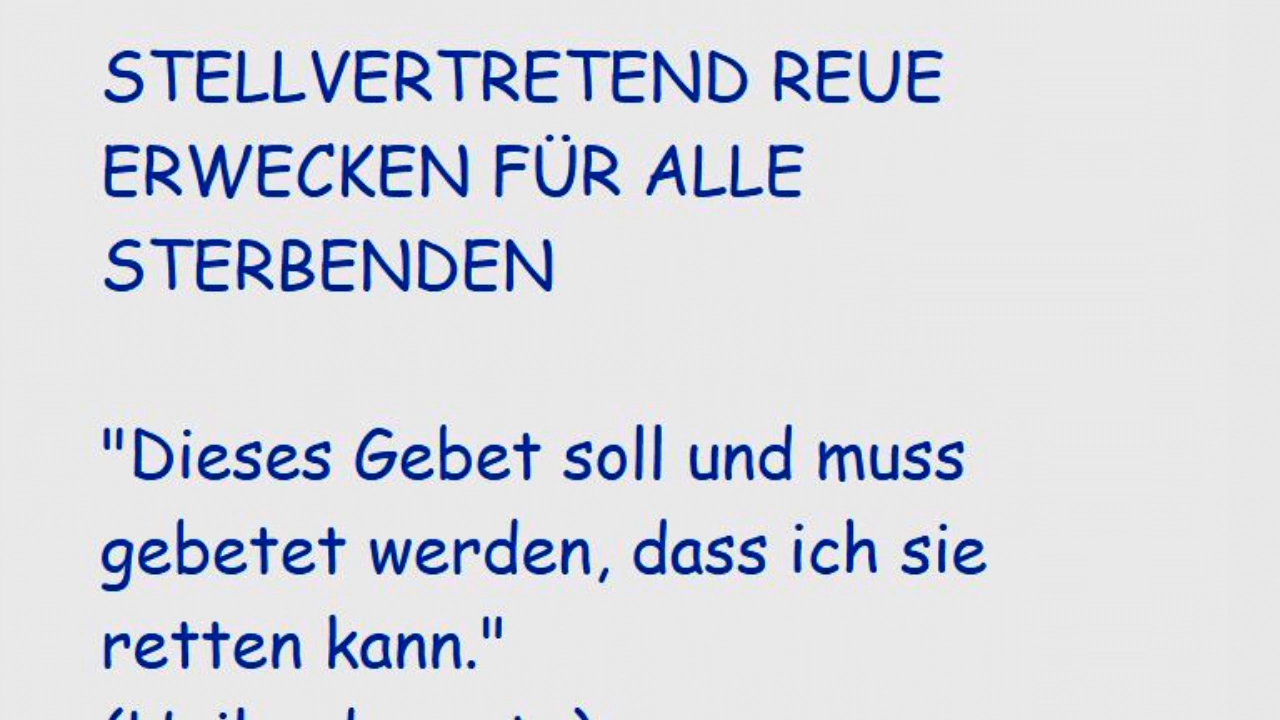 STELLVERTRETEND REUE
ERWECKEN FÜR ALLE
STERBENDEN
"Dieses Gebet soll und muss
gebetet werden, dass ich sie
retten kann."